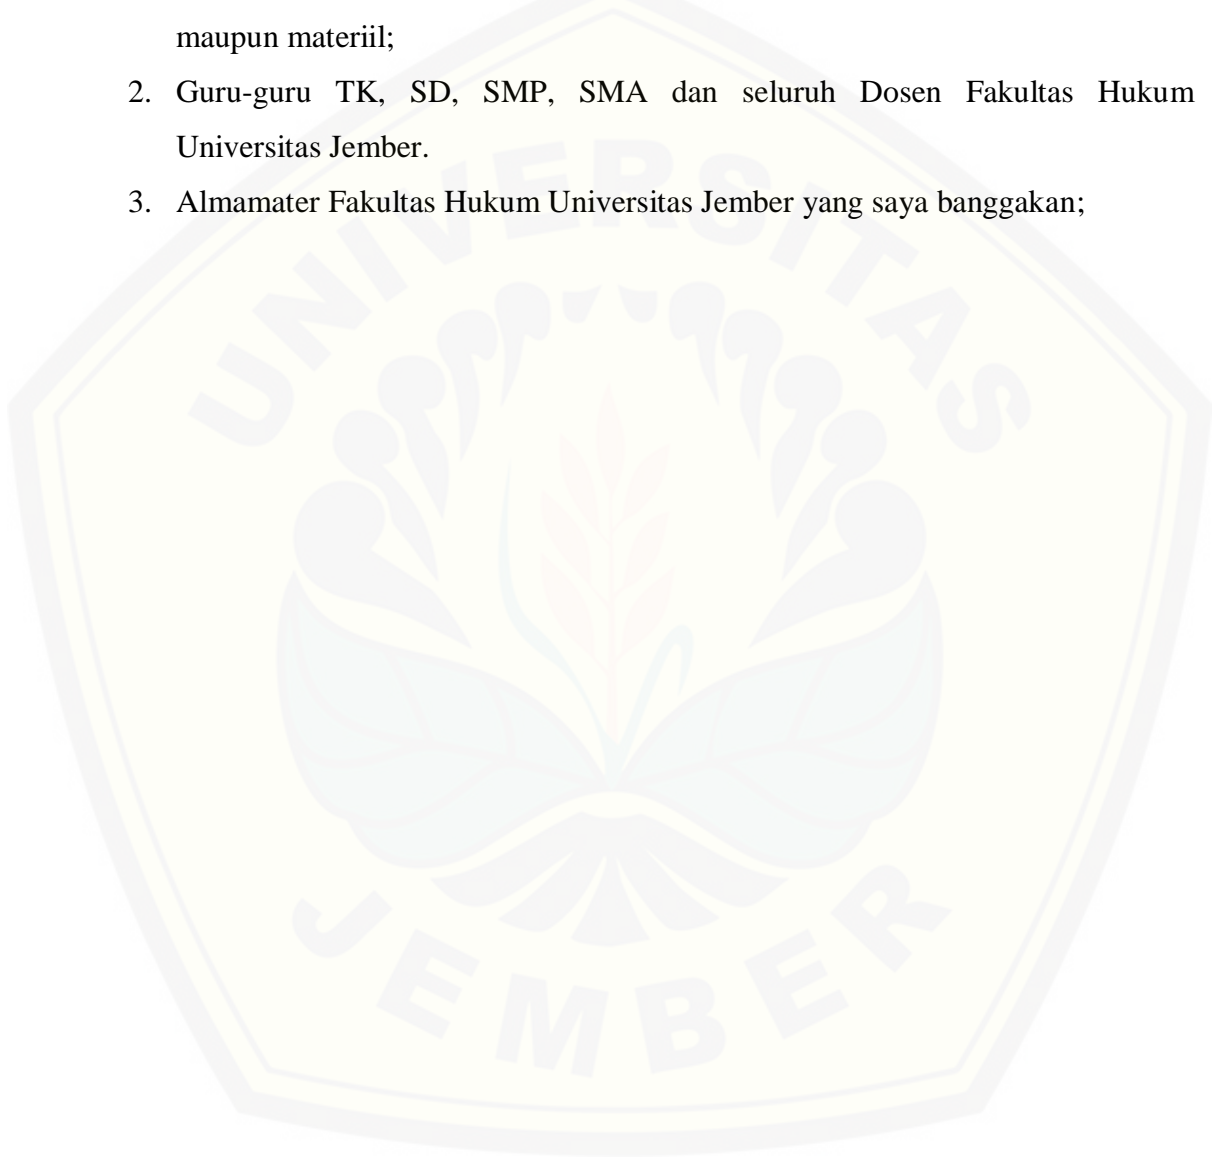 maupun materiil;
2. Guru-guru TK, SD, SMP, SMA dan seluruh Dosen Fakultas Hukum
Universitas Jember.
3. Almamater Fakultas Hukum Universitas Jember yang saya banggakan;
UNIVERSITAS
JEMBER